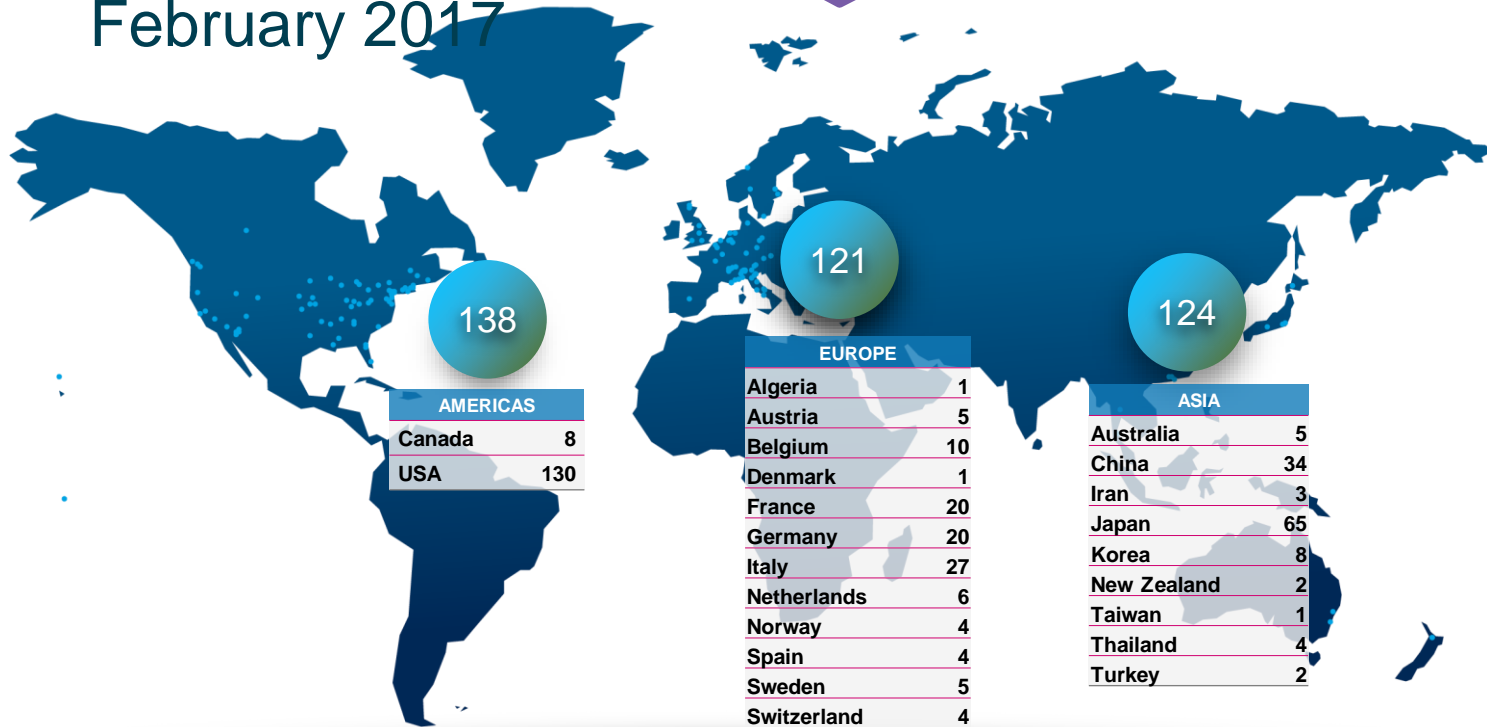 February 2017
138
121
124
AMERICAS
Canada 8
USA 130
EUROPE
Algeria 1
Austria 5
Belgium 10
Denmark 1
France 20
Germany 20
Italy 27
Netherlands 6
Norway 4
Spain 4
Sweden 5
Switzerland 4
ASIA
Australia 5
China 34
Iran 3
Japan 65
Korea 8
New Zealand 2
Taiwan 1
Thailand 4
Turkey 2